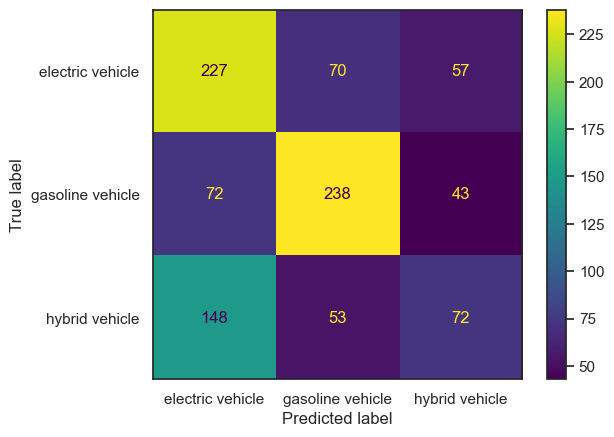 True label
electric vehicle 227 70 57
gasoline vehicle 72 238 43
hybrid vehicle 148 53 72
electric vehicle gasoline vehicle hybrid vehicle
Predicted label
225
200
175
150
125
100
75
50